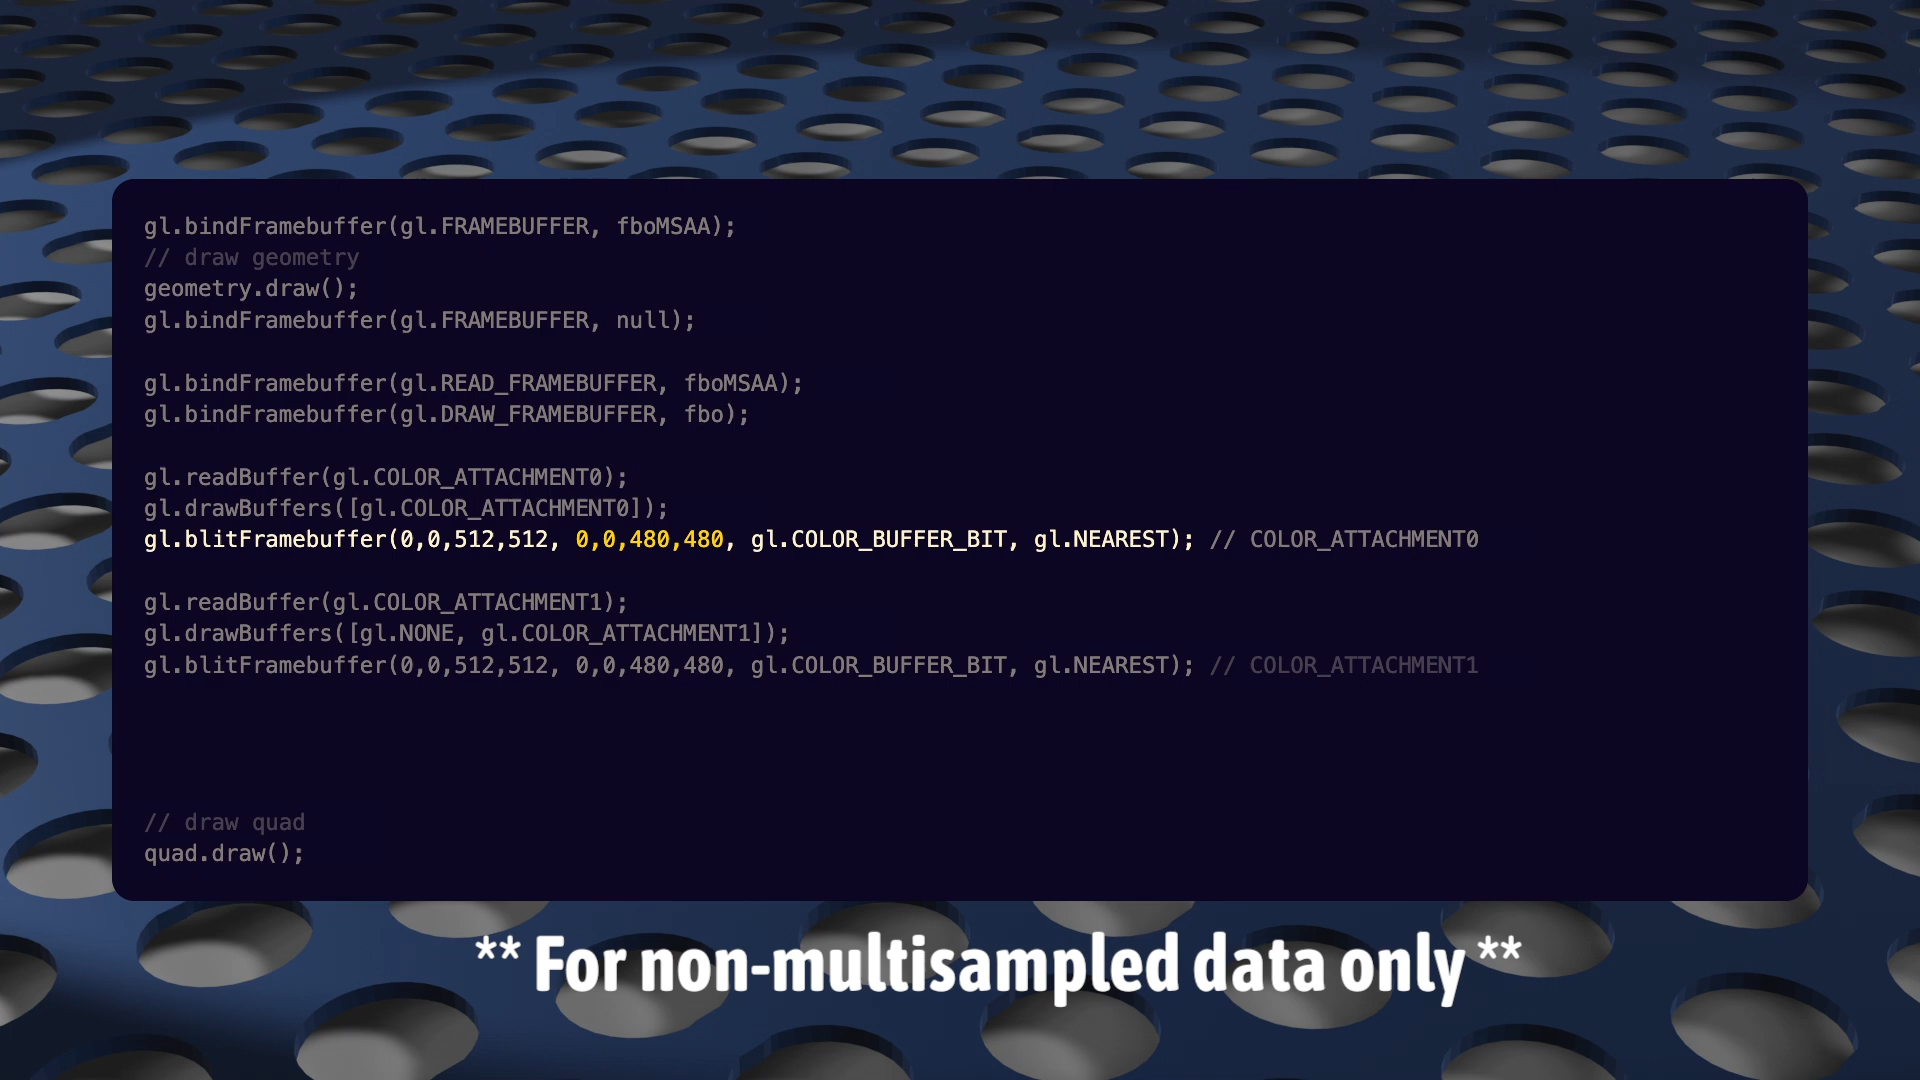 gl.bindFramebuffer(gl.FRAMEBUFFER, fboMSAA);
// draw geometry
geometry.draw();
gl.bindFramebuffer(gl.FRAMEBUFFER, null);
gl.bindFramebuffer(gl.READ_FRAMEBUFFER, fboMSAA);
gl.bindFramebuffer(gl.DRAW_FRAMEBUFFER, fbo);
gl.readBuffer(gl.COLOR_ATTACHMENT0);
gl.drawBuffers([gl.COLOR_ATTACHMENT0]);
gl.blitFramebuffer(0,0,512,512, 0,0,480,480, gl.COLOR_BUFFER_BIT, gl.NEAREST); // COLOR_ATTACHMENT0
gl.readBuffer(gl.COLOR_ATTACHMENT1);
gl.drawBuffers([gl.NONE, gl.COLOR_ATTACHMENT1]);
gl.blitFramebuffer(0,0,512,512, 0,0,480,480, gl.COLOR_BUFFER_BIT, gl.NEAREST); // COLOR_ATTACHMENT1
// draw quad
quad.draw();
** For non-multisampled data only **